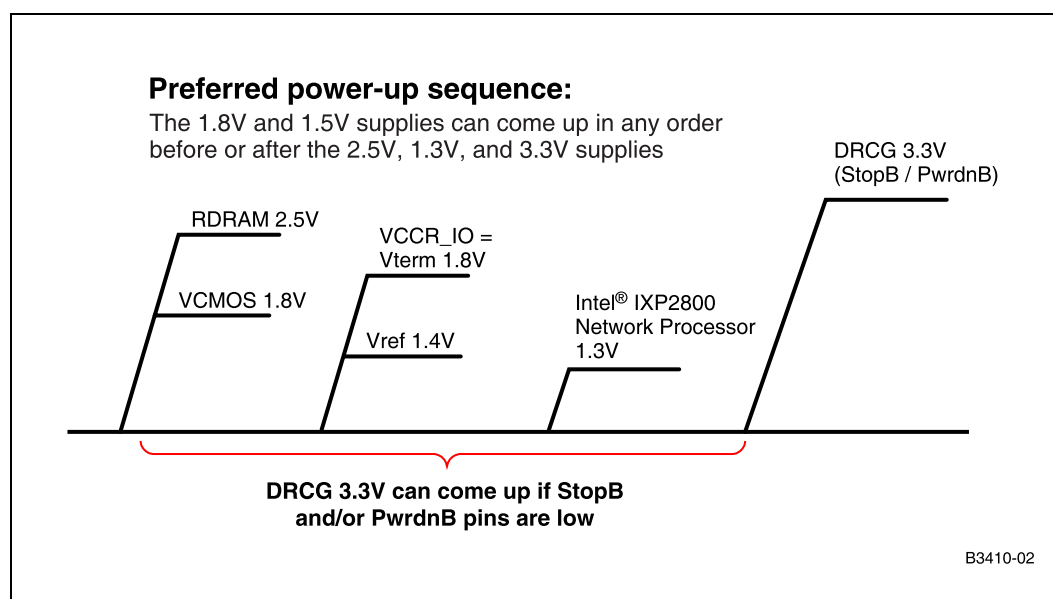 Preferred power-up sequence:
The 1.8V and 1.5V supplies can come up in any order
before or after the 2.5V, 1.3V, and 3.3V supplies
DRCG 3.3V
(StopB / PwrdnB)
RDRAM 2.5V
VCMOS 1.8V
VCCR_IO =
Vterm 1.8V
Vref 1.4V
Intel® IXP2800
Network Processor
1.3V
DRCG 3.3V can come up if StopB
and/or PwrdnB pins are low
B3410-02